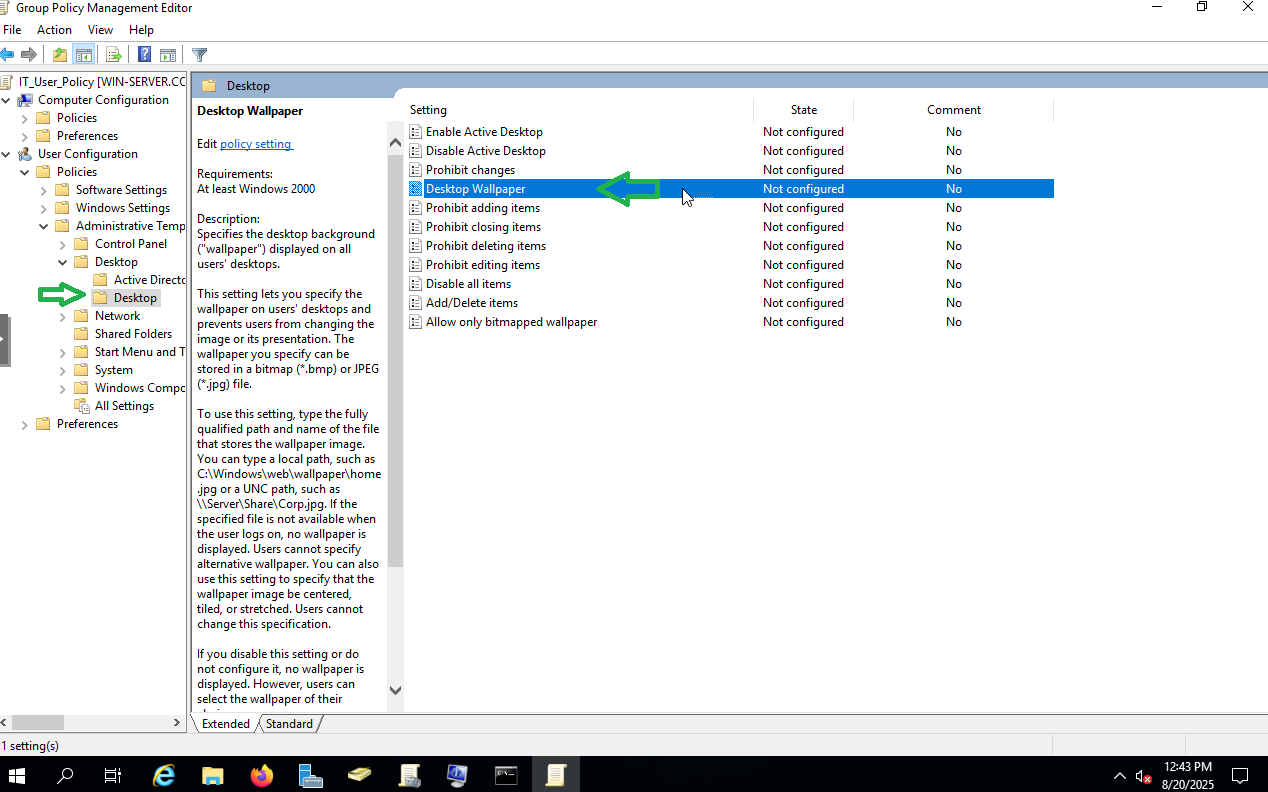 Group Policy Management Editor
File Action View Help
IT_User_Policy [WIN-SERVER.CC
Computer Configuration
Policies
Preferences
User Configuration
Policies
Software Settings
Windows Settings
Administrative Temp
Control Panel
Desktop
Active Directo
Desktop
Network
Shared Folders
Start Menu and T
System
Windows Compo
All Settings
Preferences
Desktop
Desktop Wallpaper
Edit policy setting
Requirements:
At least Windows 2000
Description:
Specifies the desktop background
("wallpaper") displayed on all
users' desktops.
This setting lets you specify the
wallpaper on users' desktops and
prevents users from changing the
image or its presentation. The
wallpaper you specify can be
stored in a bitmap (*.bmp) or JPEG
(*.jpg) file.
To use this setting, type the fully
qualified path and name of the file
that stores the wallpaper image.
You can type a local path, such as
C:\Windows\web\wallpaper\home
.jpg or a UNC path, such as
\\Server\Share\Corp.jpg. If the
specified file is not available when
the user logs on, no wallpaper is
displayed. Users cannot specify
alternative wallpaper. You can also
use this setting to specify that the
wallpaper image be centered,
tiled, or stretched. Users cannot
change this specification.
If you disable this setting or do
not configure it, no wallpaper is
displayed. However, users can
select the wallpaper of their
Setting State Comment
Enable Active Desktop Not configured No
Disable Active Desktop Not configured No
Prohibit changes Not configured No
Desktop Wallpaper Not configured No
Prohibit adding items Not configured No
Prohibit closing items Not configured No
Prohibit deleting items Not configured No
Prohibit editing items Not configured No
Disable all items Not configured No
Add/Delete items Not configured No
Allow only bitmapped wallpaper Not configured No
Extended Standard
1 setting(s)
12:43 PM
8/20/2025